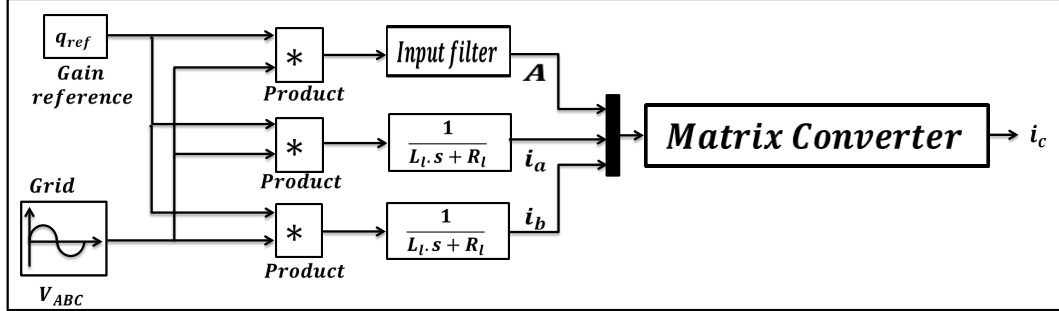 q_ref
Gain
reference
*
Product
Input filter
A
*
Product
1
L_l.s + R_l
i_a
*
Product
1
L_l.s + R_l
i_b
Matrix Converter
i_c
Grid
V_ABC